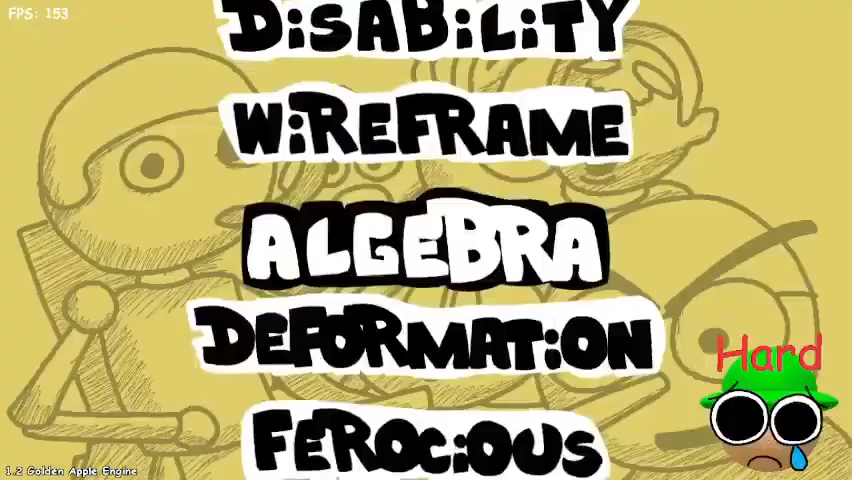 FPS: 153
DiSABiLiTY
WiREFRAME
ALGEBRA
DEFORMATiON
Hard
FEROCiOUS
1.2 Golden Apple Engine